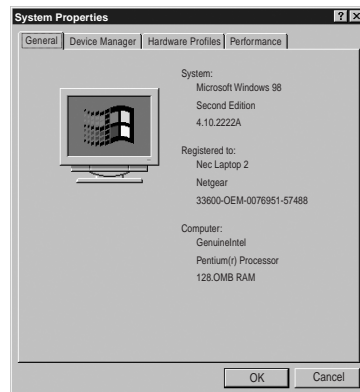 System Properties
General Device Manager Hardware Profiles Performance
System:
Microsoft Windows 98
Second Edition
4.10.2222A
Registered to:
Nec Laptop 2
Netgear
33600-OEM-0076951-57488
Computer:
GenuineIntel
Pentium(r) Processor
128.OMB RAM
OK Cancel